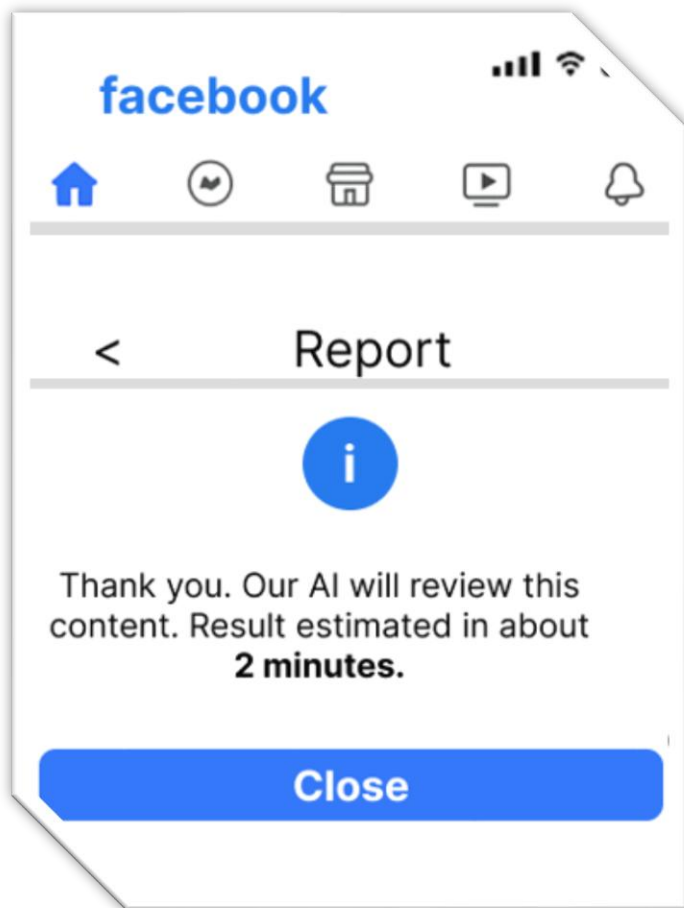 facebook
<
Report
i
Thank you. Our AI will review this
content. Result estimated in about
2 minutes.
Close